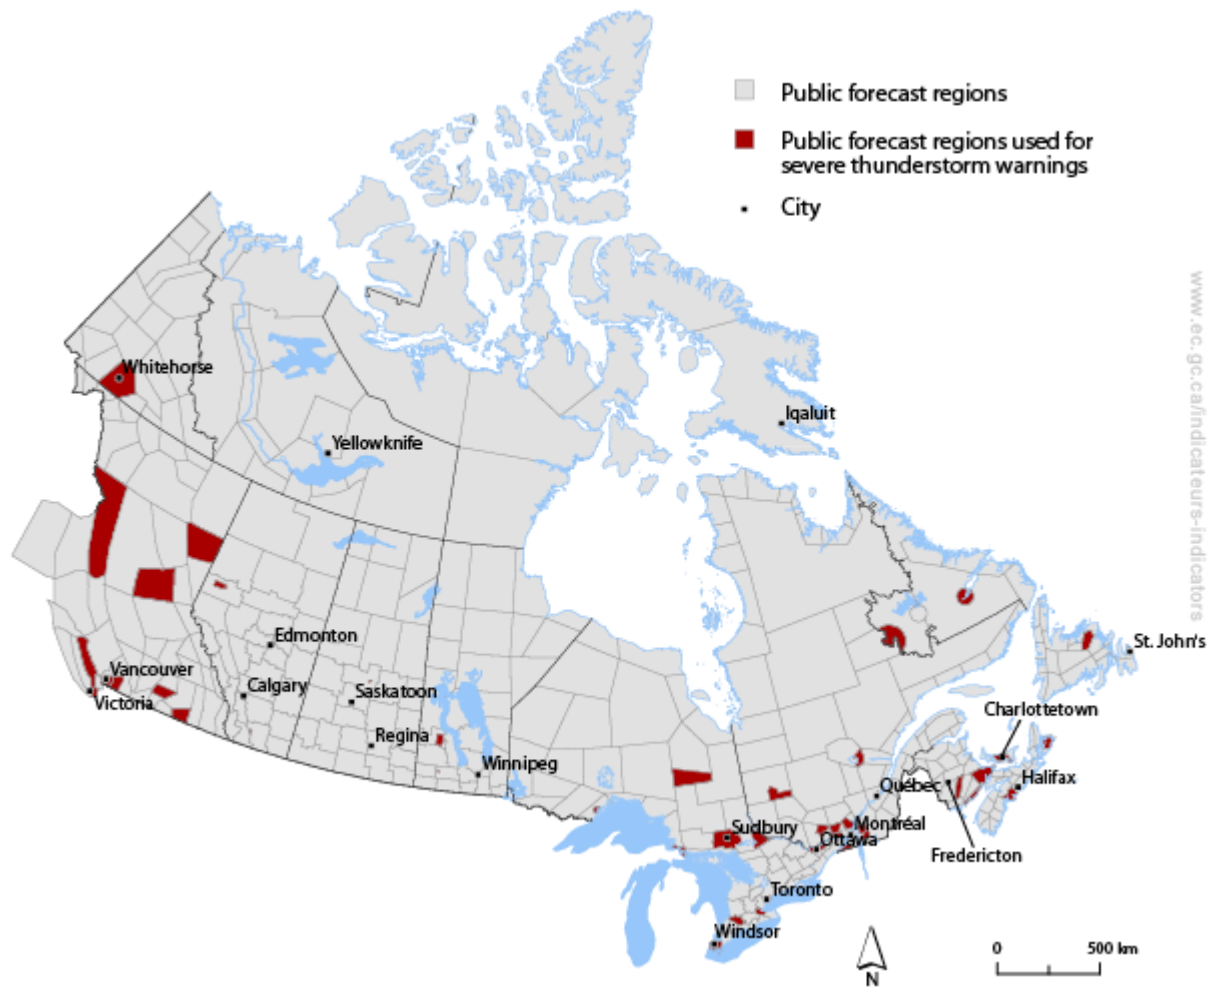 Public forecast regions
Public forecast regions used for
severe thunderstorm warnings
City
www.ec.gc.ca/indicateurs-indicators
Whitehorse
Iqaluit
Yellowknife
Edmonton
St. John's
Vancouver
Calgary
Saskatoon
Victoria
Charlottetown
Regina
Winnipeg
Halifax
Québec
Sudbury
Montréal
Ottawa
Fredericton
Toronto
Windsor
0 500 km
N